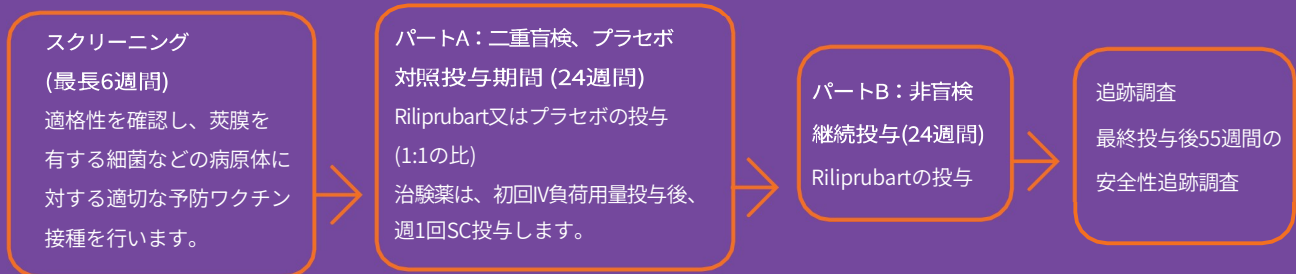 スクリーニング
(最長6週間)
適格性を確認し、莢膜を
有する細菌などの病原体に
対する適切な予防ワクチン
接種を行います。
パートA：二重盲検、プラセボ
対照投与期間 (24週間)
Riliprubart又はプラセボの投与
(1:1の比)
治験薬は、初回IV負荷用量投与後、
週1回SC投与します。
パートB：非盲検
継続投与(24週間)
Riliprubartの投与
追跡調査
最終投与後55週間の
安全性追跡調査